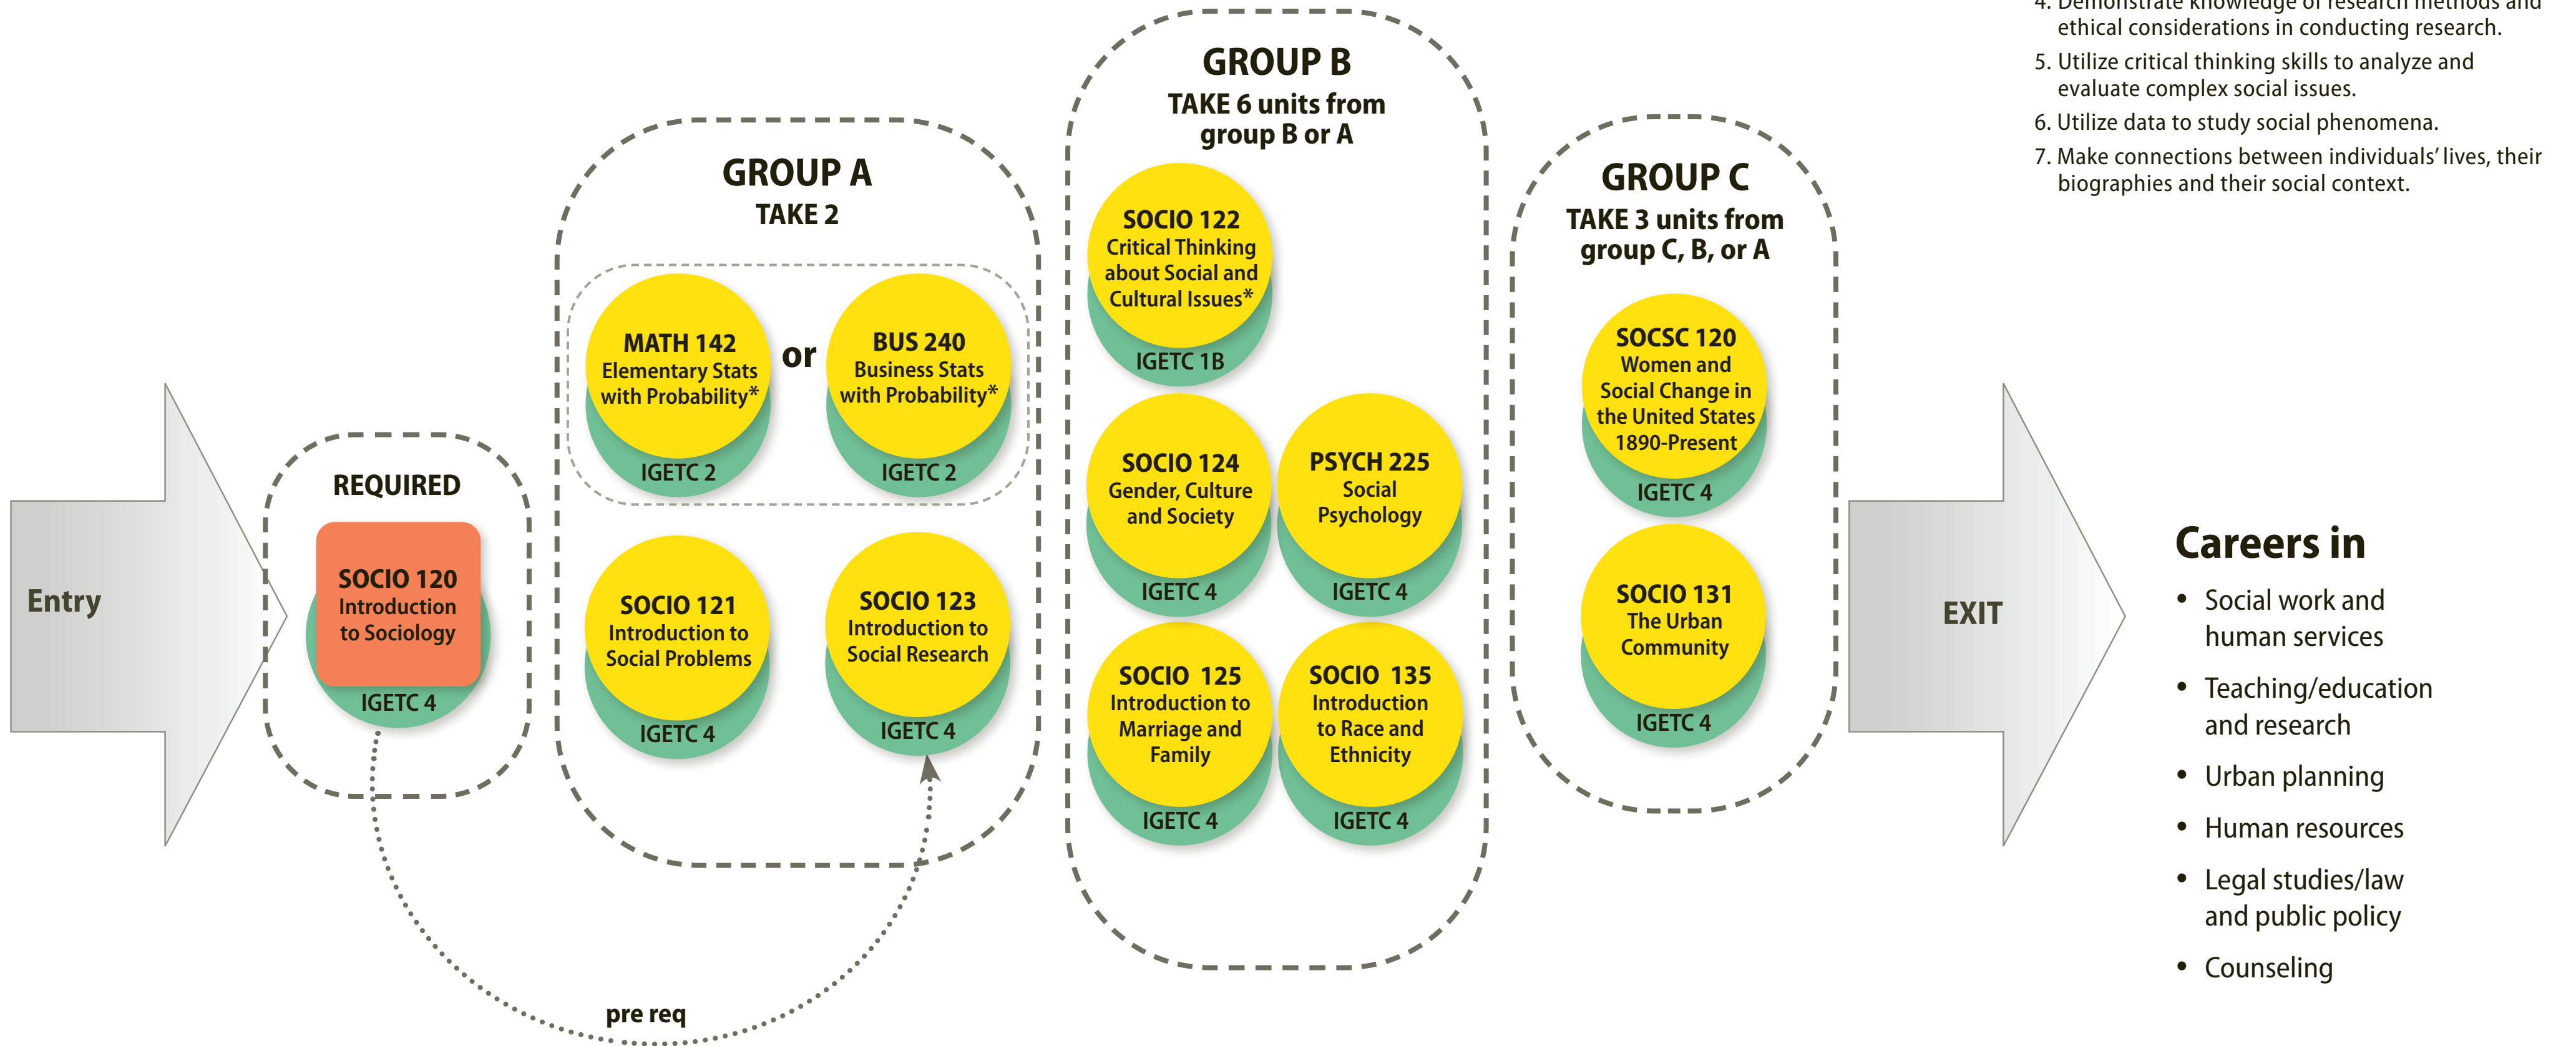 4. Demonstrate knowledge of research methods and
ethical considerations in conducting research.
5. Utilize critical thinking skills to analyze and
evaluate complex social issues.
6. Utilize data to study social phenomena.
7. Make connections between individuals’ lives, their
biographies and their social context.
Entry
REQUIRED
SOCIO 120
Introduction
to Sociology
IGETC 4
pre req
GROUP A
TAKE 2
MATH 142
Elementary Stats
with Probability*
IGETC 2
or
BUS 240
Business Stats
with Probability*
IGETC 2
SOCIO 121
Introduction to
Social Problems
IGETC 4
SOCIO 123
Introduction to
Social Research
IGETC 4
GROUP B
TAKE 6 units from
group B or A
SOCIO 122
Critical Thinking
about Social and
Cultural Issues*
IGETC 1B
SOCIO 124
Gender, Culture
and Society
IGETC 4
PSYCH 225
Social
Psychology
IGETC 4
SOCIO 125
Introduction to
Marriage and
Family
IGETC 4
SOCIO 135
Introduction
to Race and
Ethnicity
IGETC 4
GROUP C
TAKE 3 units from
group C, B, or A
SOCSC 120
Women and
Social Change in
the United States
1890-Present
IGETC 4
SOCIO 131
The Urban
Community
IGETC 4
EXIT
Careers in
• Social work and
human services
• Teaching/education
and research
• Urban planning
• Human resources
• Legal studies/law
and public policy
• Counseling